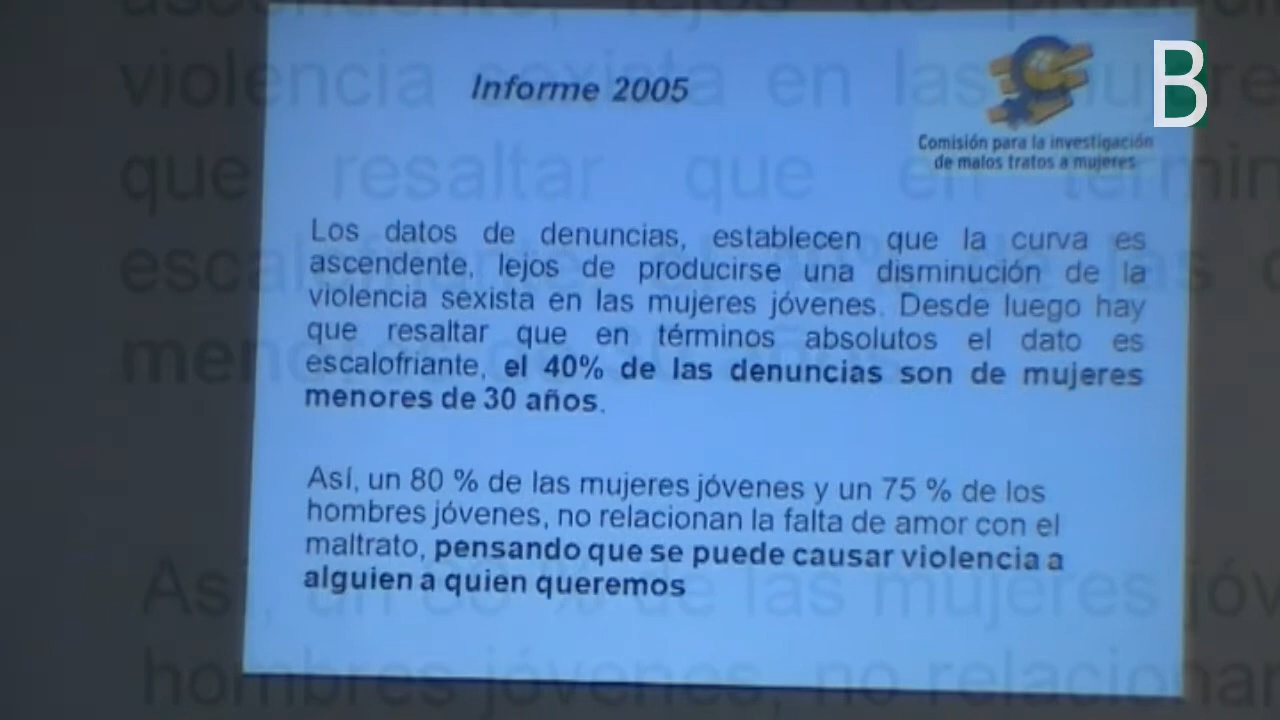 Informe 2005
B
Comisión para la investigación
de malos tratos a mujeres
Los datos de denuncias, establecen que la curva es
ascendente, lejos de producirse una disminución de la
violencia sexista en las mujeres jóvenes. Desde luego hay
que resaltar que en términos absolutos el dato es
escalofriante, el 40% de las denuncias son de mujeres
menores de 30 años.
Así, un 80 % de las mujeres jóvenes y un 75 % de los
hombres jóvenes, no relacionan la falta de amor con el
maltrato, pensando que se puede causar violencia a
alguien a quien queremos